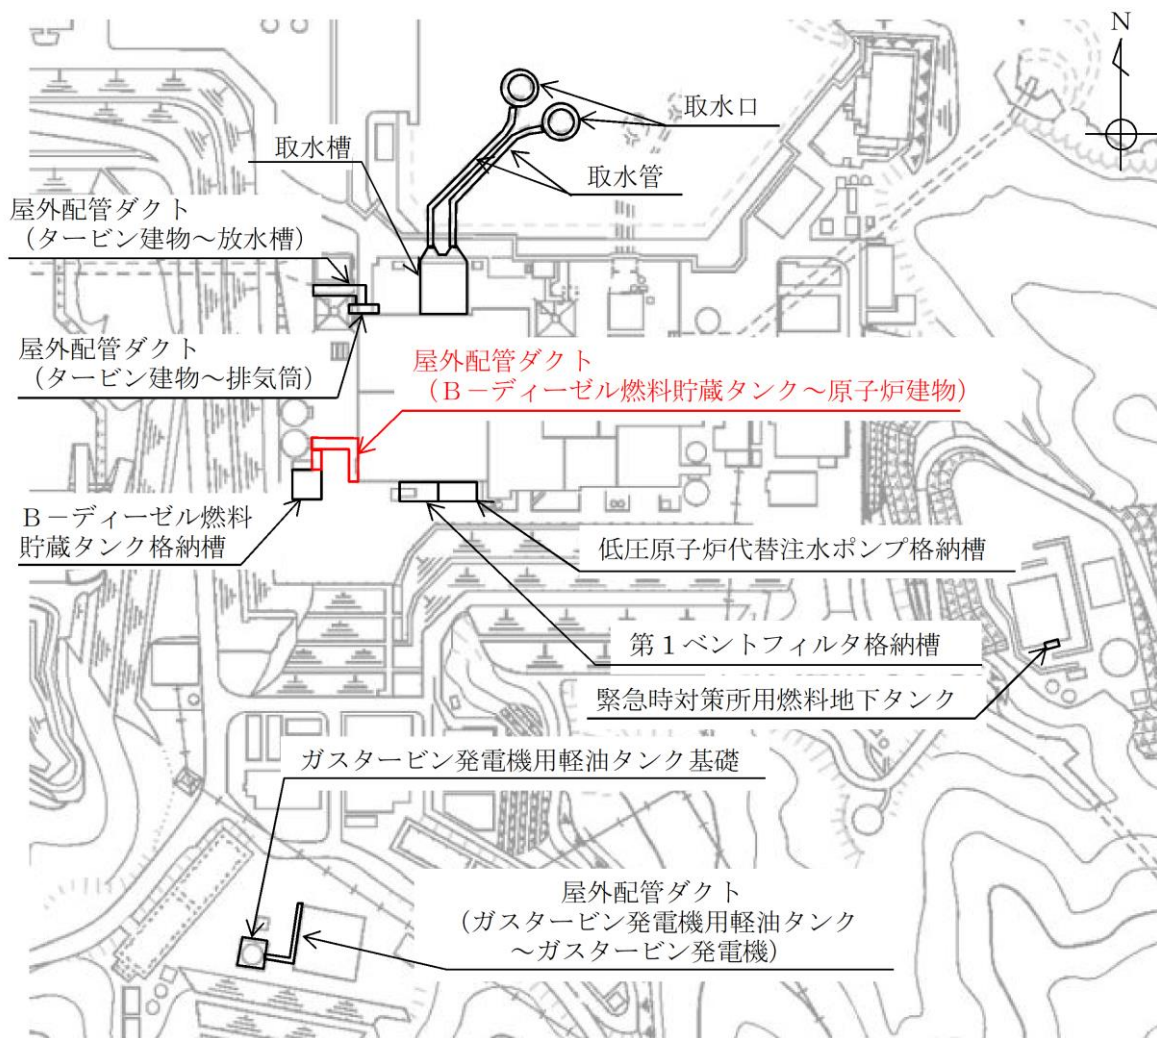 N
取水口
取水槽
取水管
屋外配管ダクト
（タービン建物～放水槽）
屋外配管ダクト
（タービン建物～排気筒）
屋外配管ダクト
（Ｂ－ディーゼル燃料貯蔵タンク～原子炉建物）
Ｂ－ディーゼル燃料
貯蔵タンク格納槽
低圧原子炉代替注水ポンプ格納槽
第１ベントフィルタ格納槽
緊急時対策所用燃料地下タンク
ガスタービン発電機用軽油タンク基礎
屋外配管ダクト
（ガスタービン発電機用軽油タンク
～ガスタービン発電機）